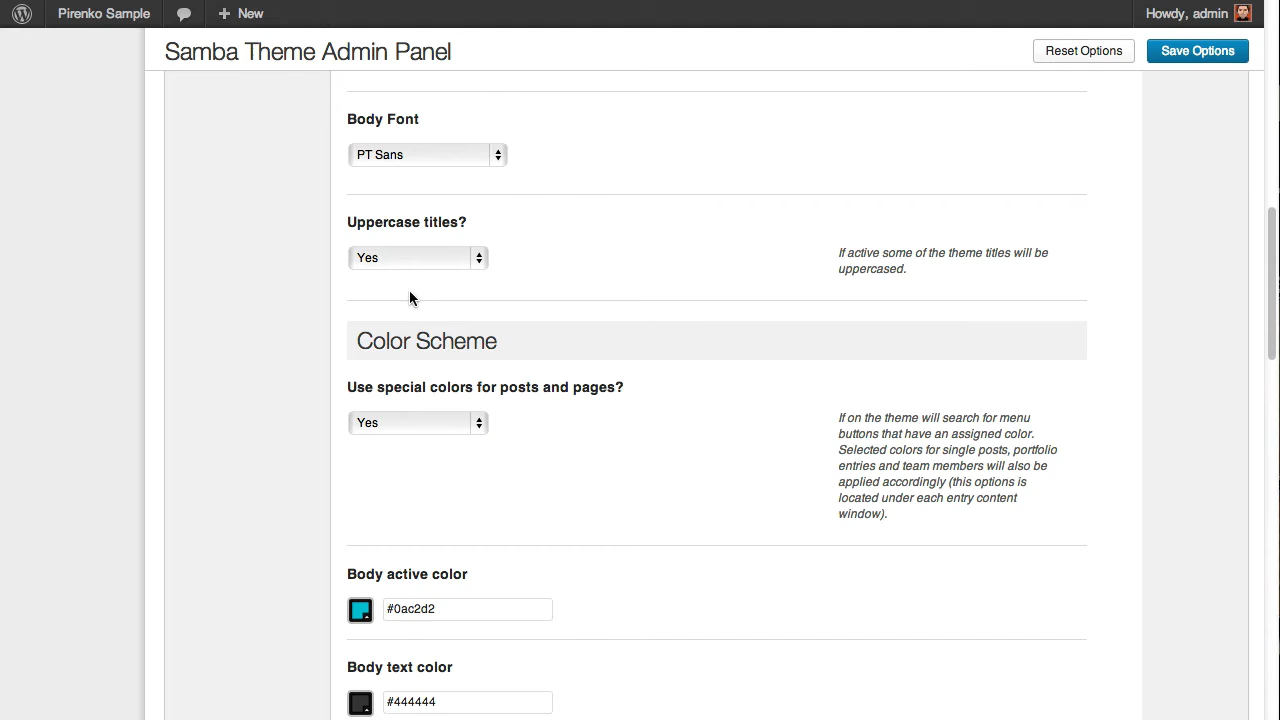 Pirenko Sample
New
Howdy, admin
Samba Theme Admin Panel
Reset Options
Save Options
Body Font
PT Sans
Uppercase titles?
Yes
If active some of the theme titles will be
uppercased.
Color Scheme
Use special colors for posts and pages?
Yes
If on the theme will search for menu
buttons that have an assigned color.
Selected colors for single posts, portfolio
entries and team members will also be
applied accordingly (this options is
located under each entry content
window).
Body active color
#0ac2d2
Body text color
#444444